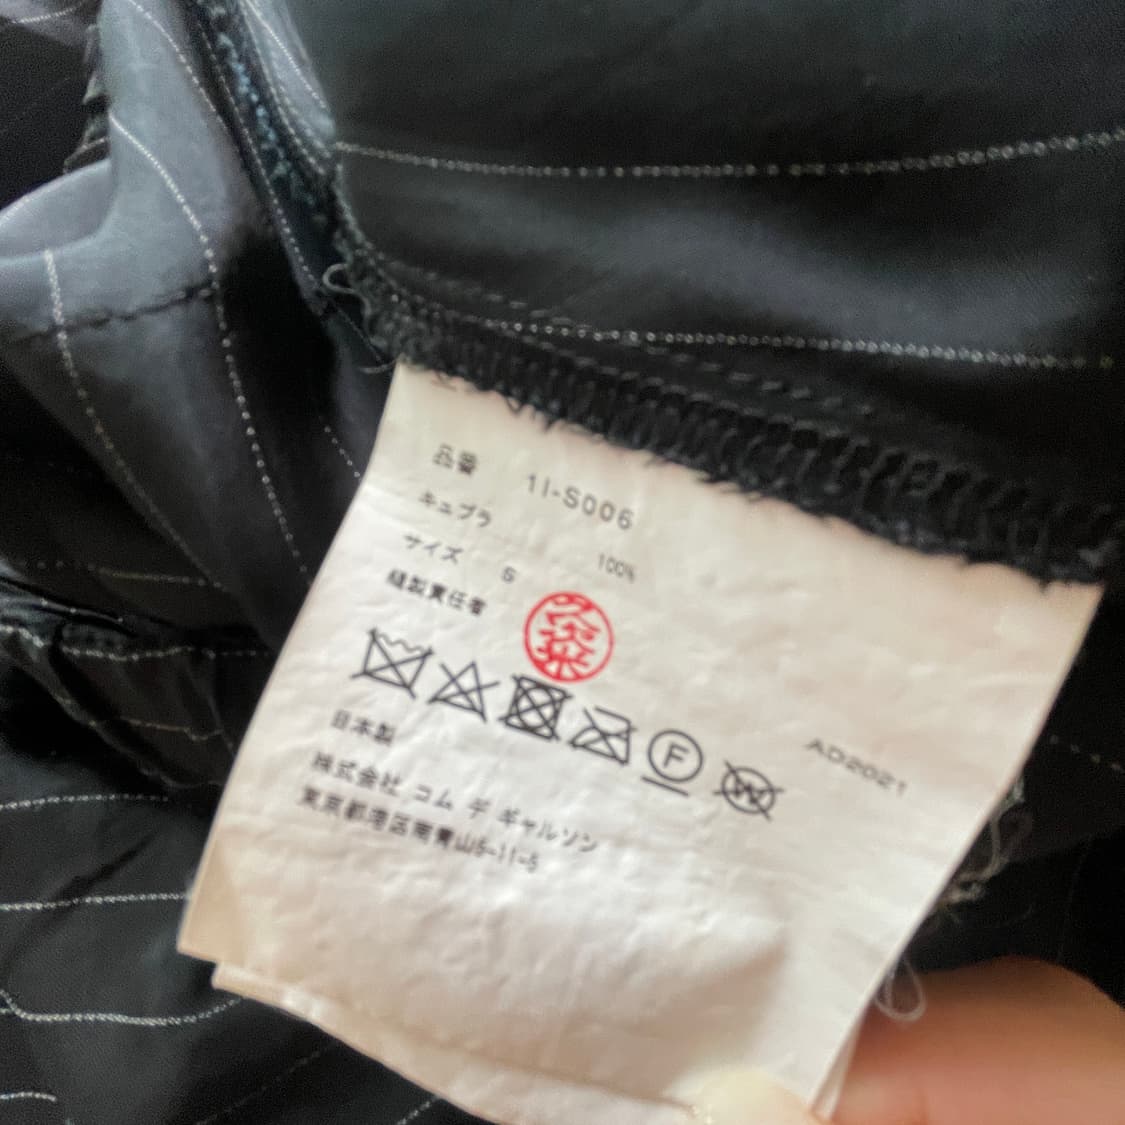 品番 1I-S006
キュプラ 100%
サイズ S
縫製責任者 久米
F W
日本製
AD2021
株式会社 コム デ ギャルソン
東京都港区南青山5-11-5